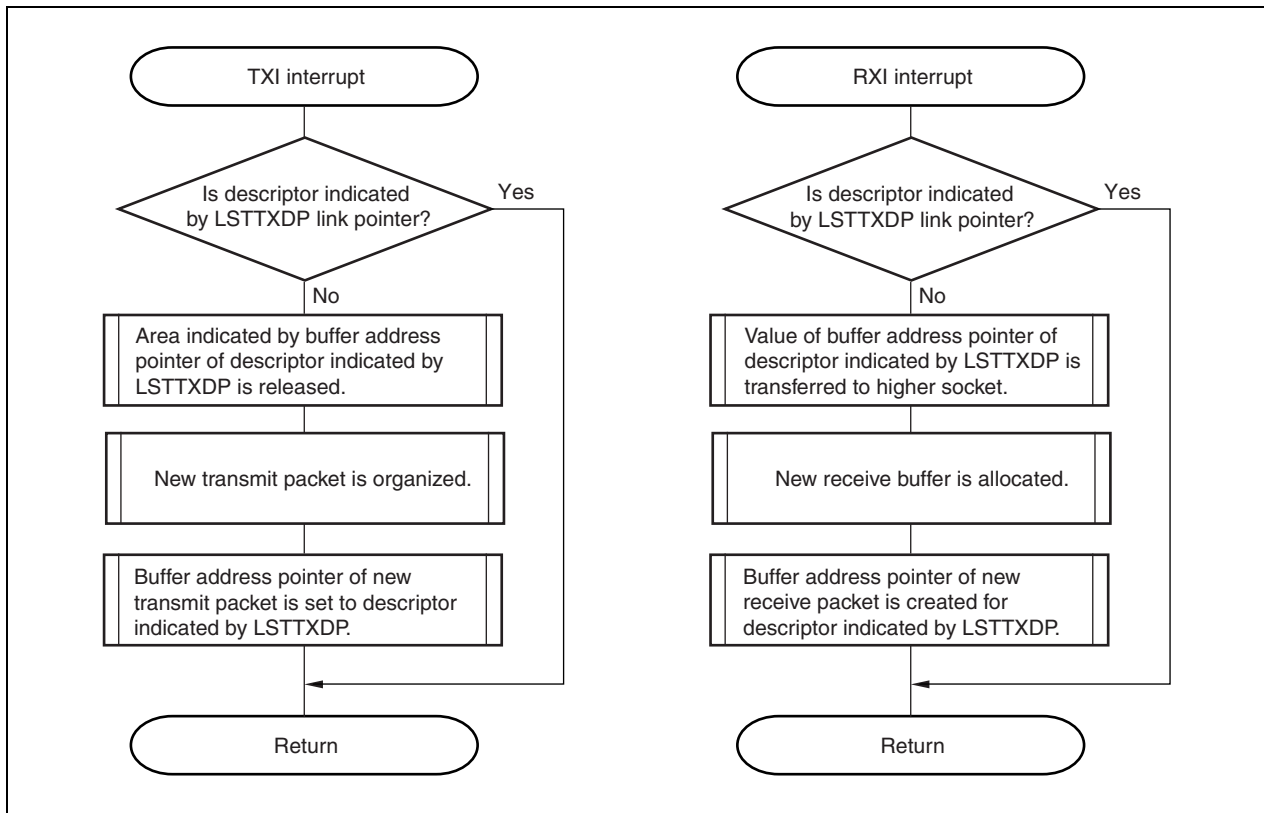 TXI interrupt
Is descriptor indicated
by LSTTXDP link pointer?
Yes
No
Area indicated by buffer address
pointer of descriptor indicated by
LSTTXDP is released.
New transmit packet is organized.
Buffer address pointer of new
transmit packet is set to descriptor
indicated by LSTTXDP.
Return
RXI interrupt
Is descriptor indicated
by LSTTXDP link pointer?
Yes
No
Value of buffer address pointer of
descriptor indicated by LSTTXDP is
transferred to higher socket.
New receive buffer is allocated.
Buffer address pointer of new
receive packet is created for
descriptor indicated by LSTTXDP.
Return